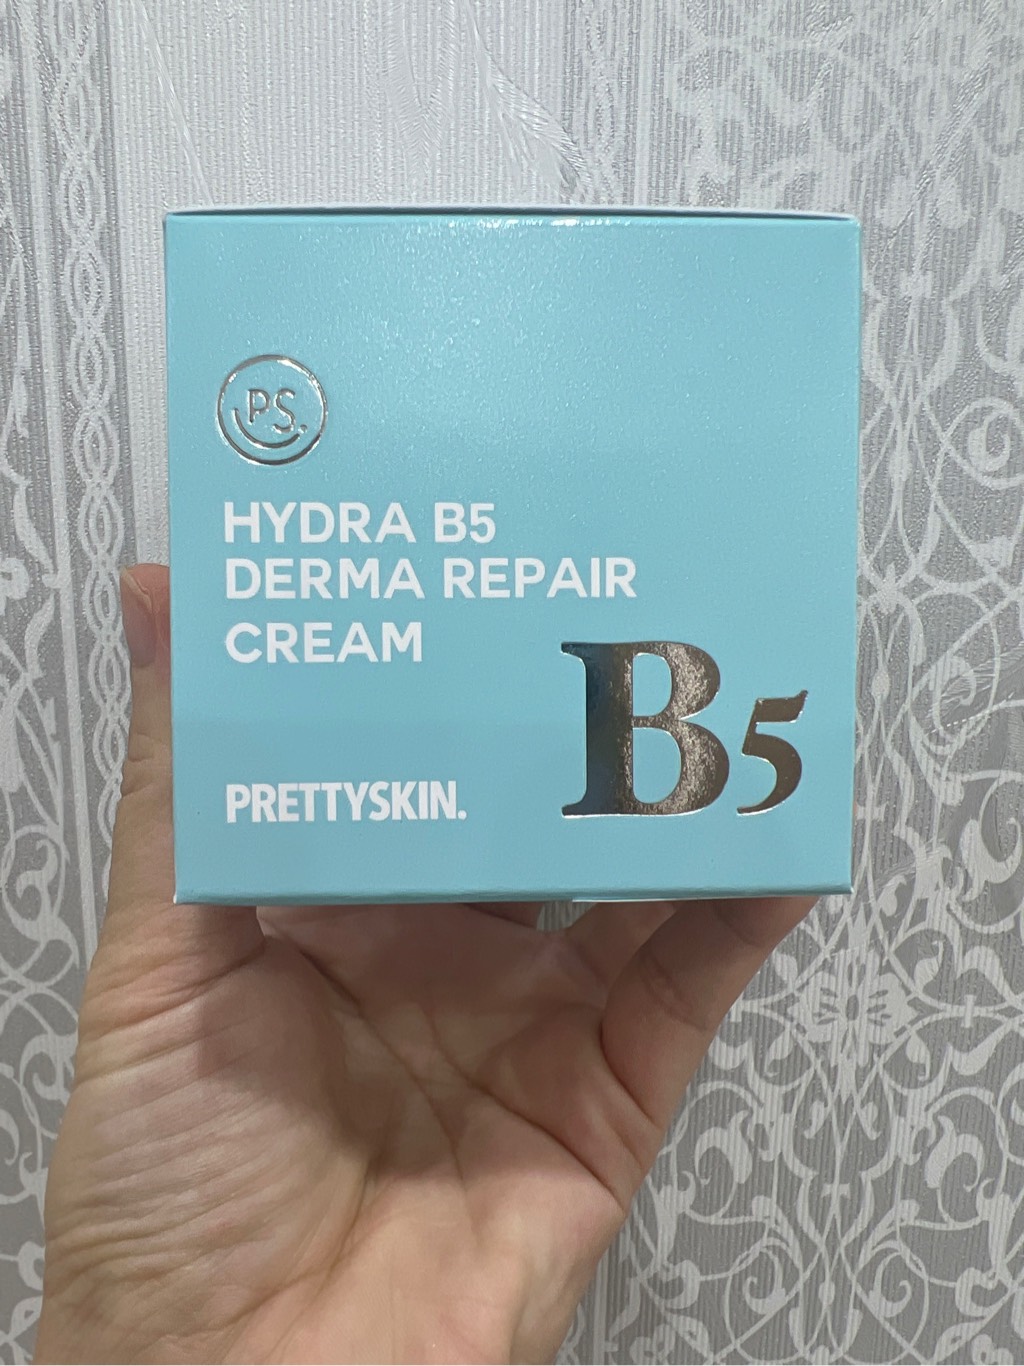 PS.
HYDRA B5
DERMA REPAIR
CREAM
B5
PRETTYSKIN.